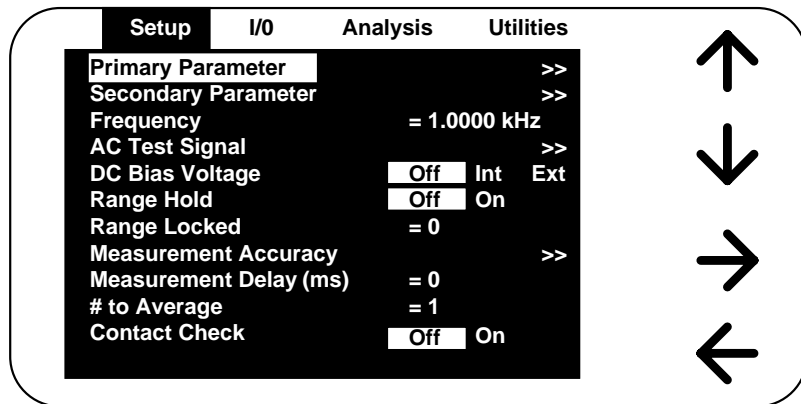 Setup I/0 Analysis Utilities
Primary Parameter >>
Secondary Parameter >>
Frequency = 1.0000 kHz
AC Test Signal >>
DC Bias Voltage Off Int Ext
Range Hold Off On
Range Locked = 0
Measurement Accuracy >>
Measurement Delay (ms) = 0
# to Average = 1
Contact Check Off On